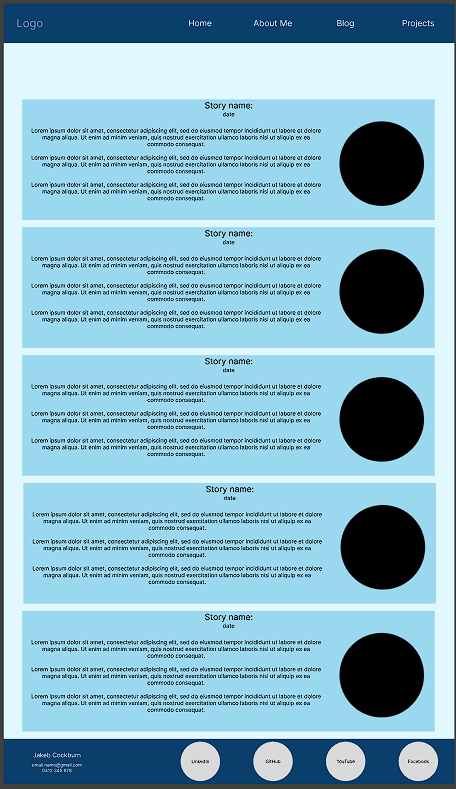 Logo
Home About Me Blog Projects
Story name:
date
Lorem ipsum dolor sit amet, consectetur adipiscing elit, sed do eiusmod tempor incididunt ut labore et dolore
magna aliqua. Ut enim ad minim veniam, quis nostrud exercitation ullamco laboris nisi ut aliquip ex ea
commodo consequat.
Lorem ipsum dolor sit amet, consectetur adipiscing elit, sed do eiusmod tempor incididunt ut labore et dolore
magna aliqua. Ut enim ad minim veniam, quis nostrud exercitation ullamco laboris nisi ut aliquip ex ea
commodo consequat.
Lorem ipsum dolor sit amet, consectetur adipiscing elit, sed do eiusmod tempor incididunt ut labore et dolore
magna aliqua. Ut enim ad minim veniam, quis nostrud exercitation ullamco laboris nisi ut aliquip ex ea
commodo consequat.
Story name:
date
Lorem ipsum dolor sit amet, consectetur adipiscing elit, sed do eiusmod tempor incididunt ut labore et dolore
magna aliqua. Ut enim ad minim veniam, quis nostrud exercitation ullamco laboris nisi ut aliquip ex ea
commodo consequat.
Lorem ipsum dolor sit amet, consectetur adipiscing elit, sed do eiusmod tempor incididunt ut labore et dolore
magna aliqua. Ut enim ad minim veniam, quis nostrud exercitation ullamco laboris nisi ut aliquip ex ea
commodo consequat.
Lorem ipsum dolor sit amet, consectetur adipiscing elit, sed do eiusmod tempor incididunt ut labore et dolore
magna aliqua. Ut enim ad minim veniam, quis nostrud exercitation ullamco laboris nisi ut aliquip ex ea
commodo consequat.
Story name:
date
Lorem ipsum dolor sit amet, consectetur adipiscing elit, sed do eiusmod tempor incididunt ut labore et dolore
magna aliqua. Ut enim ad minim veniam, quis nostrud exercitation ullamco laboris nisi ut aliquip ex ea
commodo consequat.
Lorem ipsum dolor sit amet, consectetur adipiscing elit, sed do eiusmod tempor incididunt ut labore et dolore
magna aliqua. Ut enim ad minim veniam, quis nostrud exercitation ullamco laboris nisi ut aliquip ex ea
commodo consequat.
Lorem ipsum dolor sit amet, consectetur adipiscing elit, sed do eiusmod tempor incididunt ut labore et dolore
magna aliqua. Ut enim ad minim veniam, quis nostrud exercitation ullamco laboris nisi ut aliquip ex ea
commodo consequat.
Story name:
date
Lorem ipsum dolor sit amet, consectetur adipiscing elit, sed do eiusmod tempor incididunt ut labore et dolore
magna aliqua. Ut enim ad minim veniam, quis nostrud exercitation ullamco laboris nisi ut aliquip ex ea
commodo consequat.
Lorem ipsum dolor sit amet, consectetur adipiscing elit, sed do eiusmod tempor incididunt ut labore et dolore
magna aliqua. Ut enim ad minim veniam, quis nostrud exercitation ullamco laboris nisi ut aliquip ex ea
commodo consequat.
Lorem ipsum dolor sit amet, consectetur adipiscing elit, sed do eiusmod tempor incididunt ut labore et dolore
magna aliqua. Ut enim ad minim veniam, quis nostrud exercitation ullamco laboris nisi ut aliquip ex ea
commodo consequat.
Story name:
date
Lorem ipsum dolor sit amet, consectetur adipiscing elit, sed do eiusmod tempor incididunt ut labore et dolore
magna aliqua. Ut enim ad minim veniam, quis nostrud exercitation ullamco laboris nisi ut aliquip ex ea
commodo consequat.
Lorem ipsum dolor sit amet, consectetur adipiscing elit, sed do eiusmod tempor incididunt ut labore et dolore
magna aliqua. Ut enim ad minim veniam, quis nostrud exercitation ullamco laboris nisi ut aliquip ex ea
commodo consequat.
Lorem ipsum dolor sit amet, consectetur adipiscing elit, sed do eiusmod tempor incididunt ut labore et dolore
magna aliqua. Ut enim ad minim veniam, quis nostrud exercitation ullamco laboris nisi ut aliquip ex ea
commodo consequat.
Jakeb Cockburn
email.name@gmail.com
0412 345 678
LinkedIn GitHub YouTube Facebook